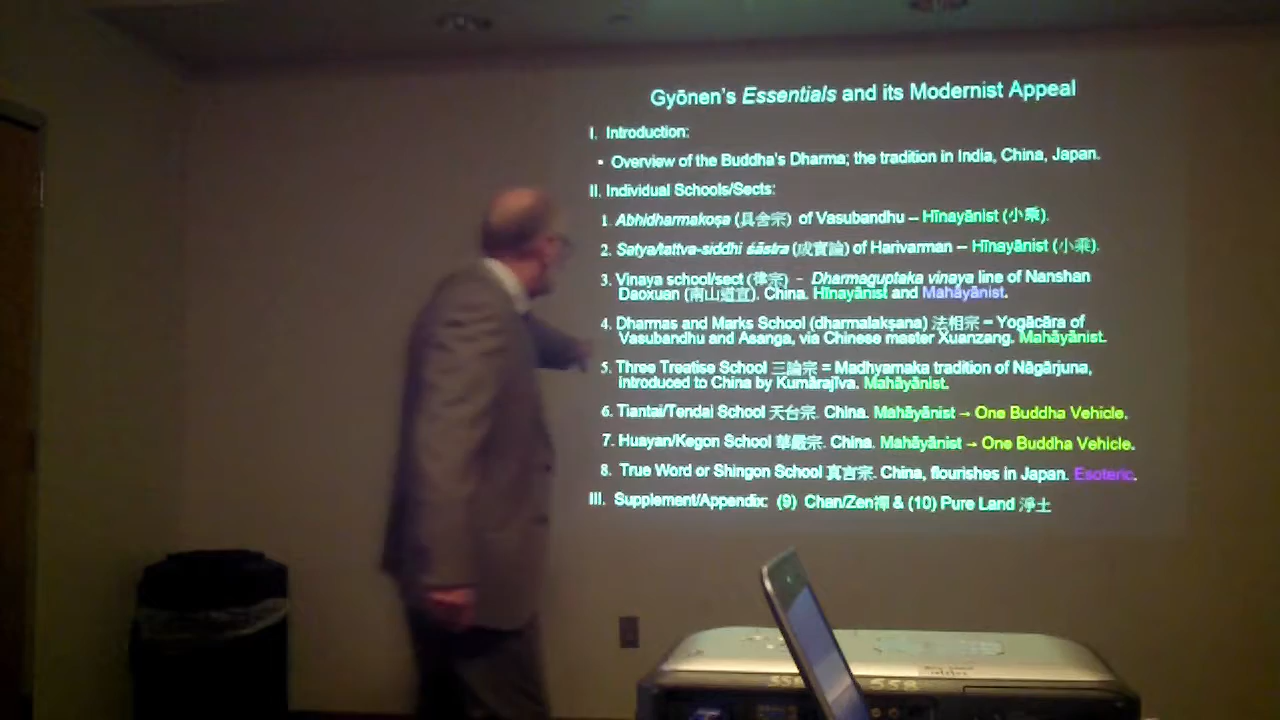 Gyōnen's Essentials and its Modernist Appeal
I. Introduction:
• Overview of the Buddha's Dharma; the tradition in India, China, Japan.
II. Individual Schools/Sects:
1. Abhidharmakoşa (具舍宗) of Vasubandhu – Hīnayānist (小乘).
2. Satya/tattva-siddhi śāstra (成實論) of Harivarman – Hīnayānist (小乘).
3. Vinaya school/sect (律宗) – Dharmaguptaka vinaya line of Nanshan
Daoxuan (南山道宣). China. Hīnayānist and Mahāyānist.
4. Dharmas and Marks School (dharmalakṣana) 法相宗 = Yogācāra of
Vasubandhu and Asanga, via Chinese master Xuanzang. Mahāyānist.
5. Three Treatise School 三論宗 = Madhyamaka tradition of Nāgārjuna,
introduced to China by Kumārajīva. Mahāyānist.
6. Tiantai/Tendai School 天台宗. China. Mahāyānist → One Buddha Vehicle.
7. Huayan/Kegon School 華嚴宗. China. Mahāyānist → One Buddha Vehicle.
8. True Word or Shingon School 真言宗. China, flourishes in Japan. Esoteric.
III. Supplement/Appendix: (9) Chan/Zen禪 & (10) Pure Land 淨土
558 558